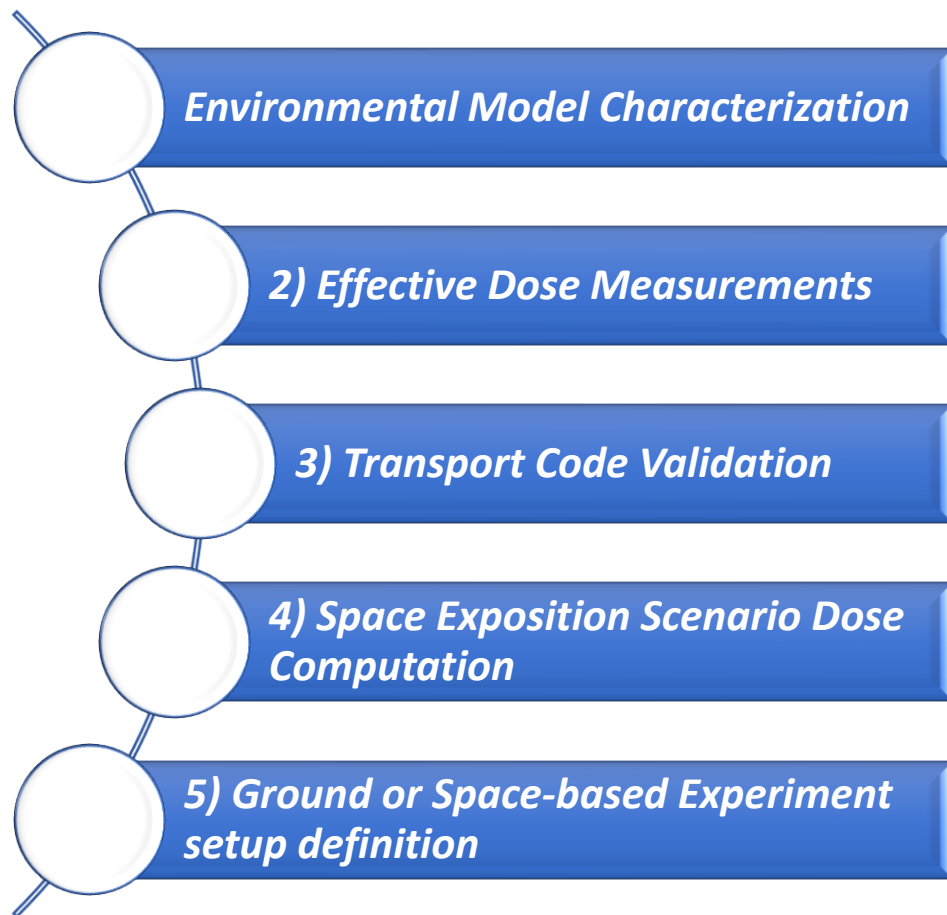 Environmental Model Characterization
2) Effective Dose Measurements
3) Transport Code Validation
4) Space Exposition Scenario Dose
Computation
5) Ground or Space-based Experiment
setup definition